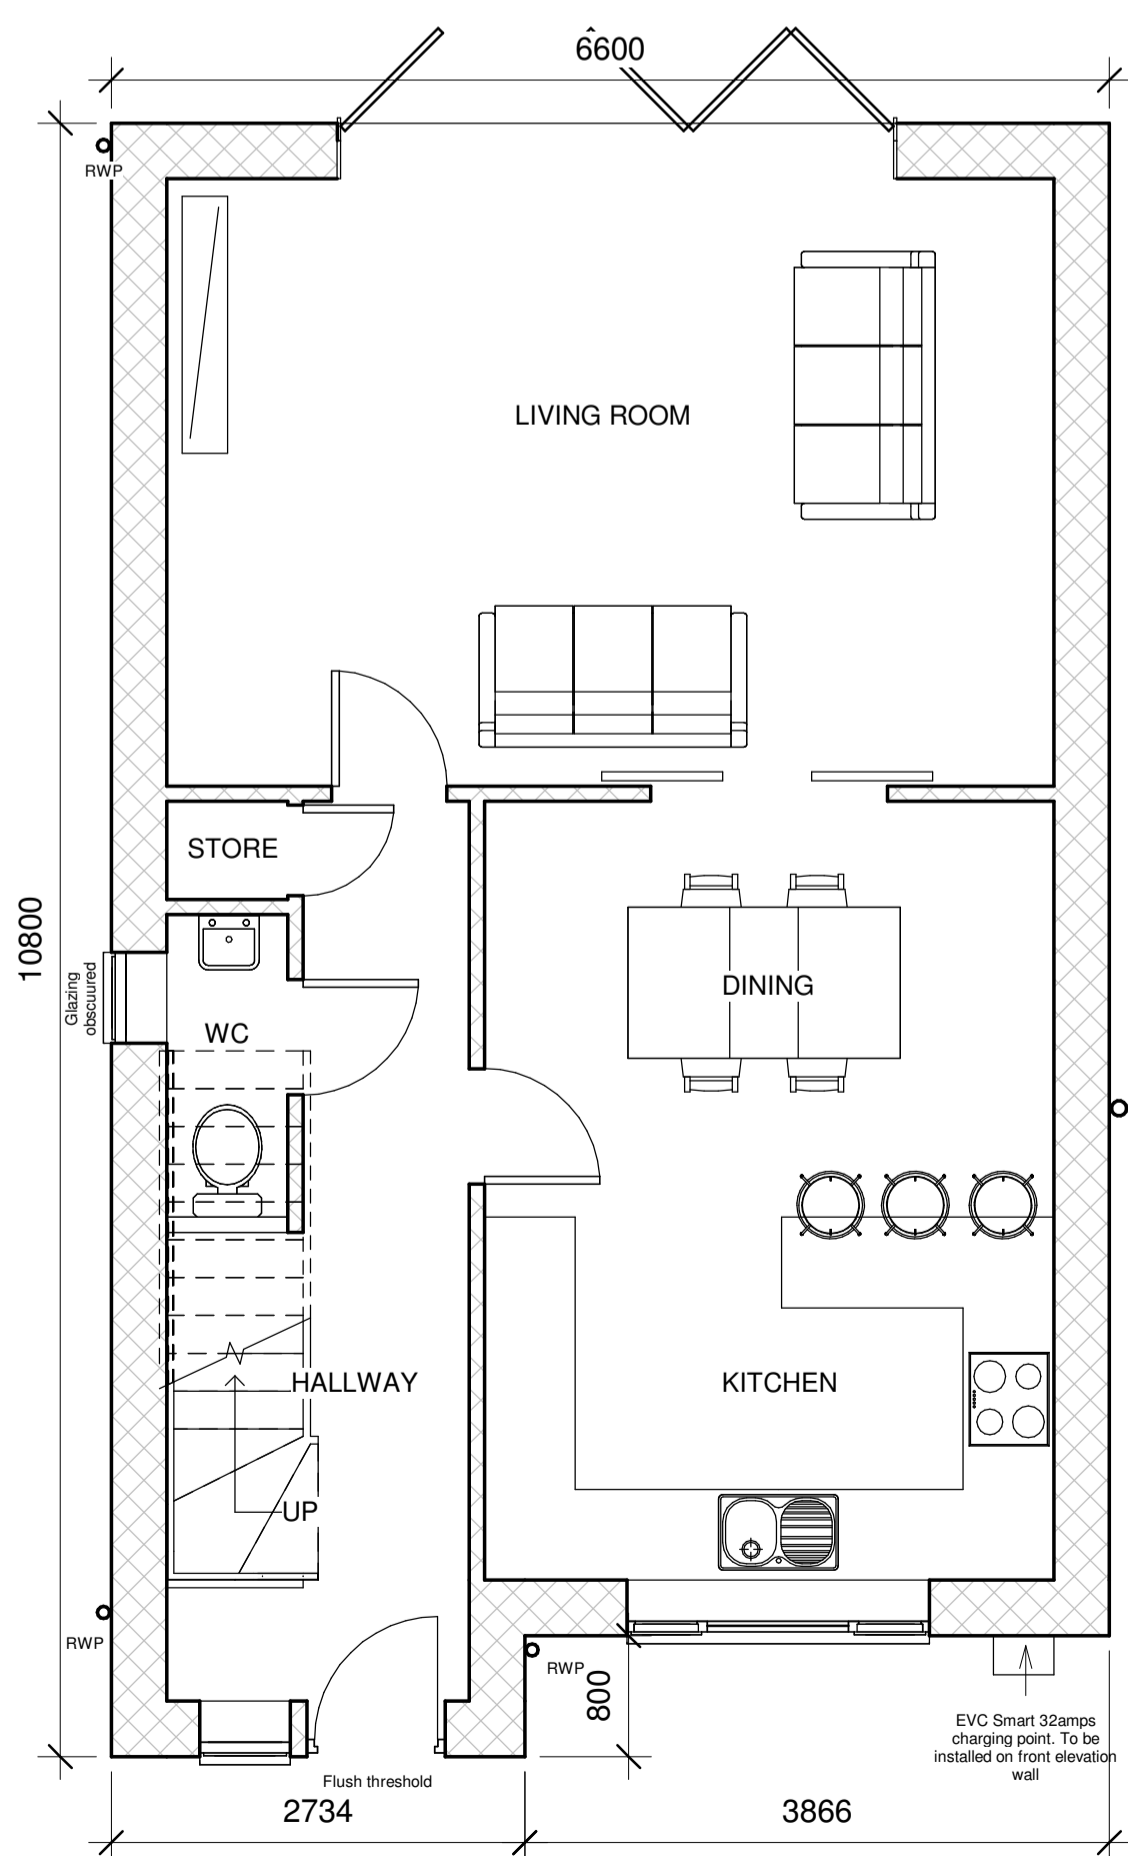 6600
RWP
LIVING ROOM
STORE
10800
Glazing
obscuured
DINING
WC
HALLWAY
KITCHEN
UP
RWP
RWP
800
EVC Smart 32amps
charging point. To be
installed on front elevation
wall
Flush threshold
2734
3866